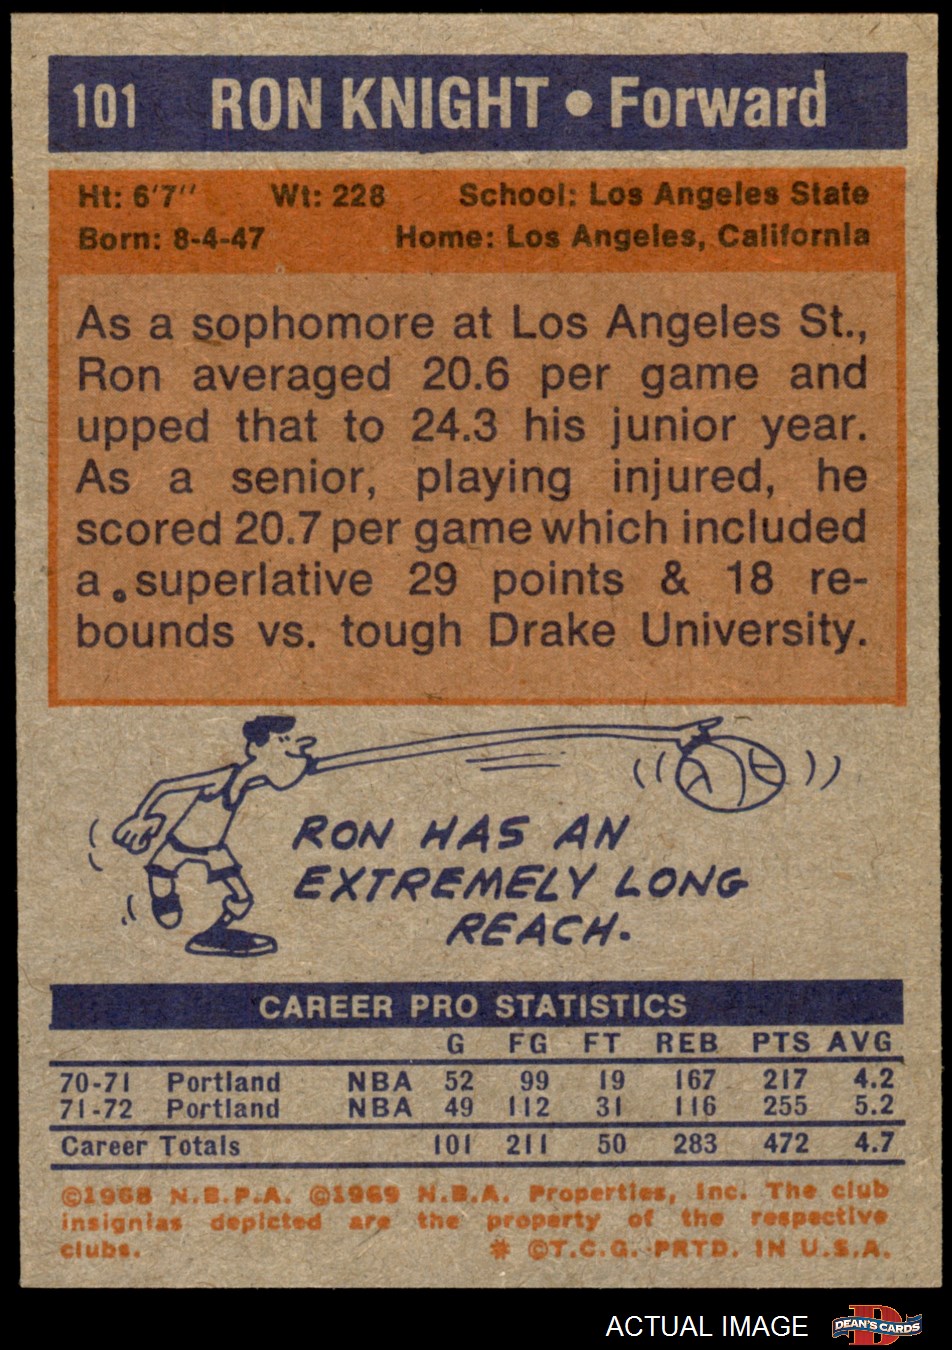 101 RON KNIGHT • Forward
Ht: 6'7" Wt: 228 School: Los Angeles State
Born: 8-4-47 Home: Los Angeles, California
As a sophomore at Los Angeles St.,
Ron averaged 20.6 per game and
upped that to 24.3 his junior year.
As a senior, playing injured, he
scored 20.7 per game which included
a superlative 29 points & 18 re-
bounds vs. tough Drake University.
RON HAS AN
EXTREMELY LONG
REACH.
CAREER PRO STATISTICS
G FG FT REB PTS AVG
70-71 Portland NBA 52 99 19 167 217 4.2
71-72 Portland NBA 49 112 31 116 255 5.2
Career Totals 101 211 50 283 472 4.7
©1968 N.B.P.A. ©1969 N.B.A. Properties, Inc. The club
insignias depicted are the property of the respective
clubs. * ©T.C.G. PRTD. IN U.S.A.
ACTUAL IMAGE D DEAN'S CARDS